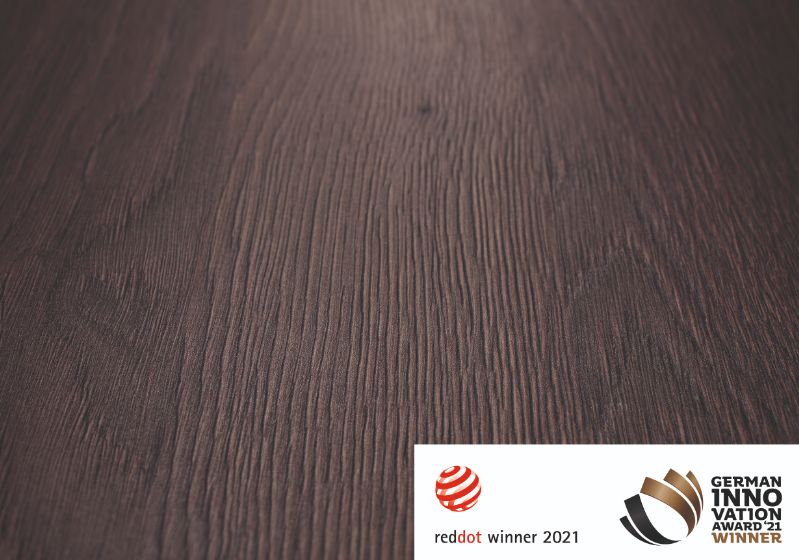 reddot winner 2021
GERMAN
INNO
VATION
AWARD '21
WINNER